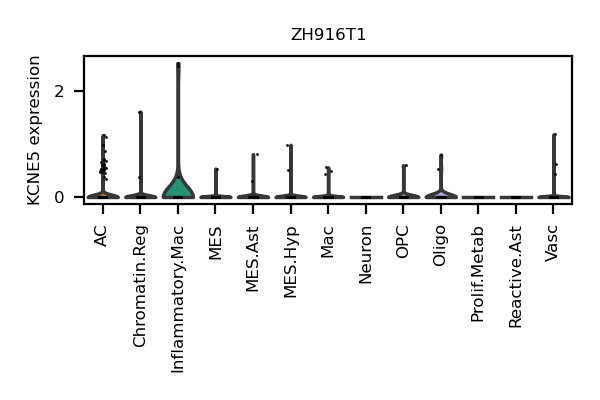 ZH916T1
KCNE5 expression
2
0
AC
Chromatin.Reg
Inflammatory.Mac
MES
MES.Ast
MES.Hyp
Mac
Neuron
OPC
Oligo
Prolif.Metab
Reactive.Ast
Vasc